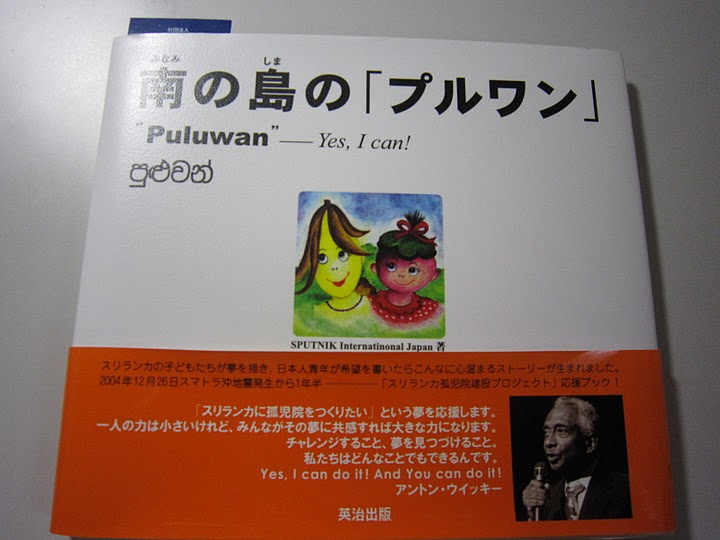 社団法人
みなみ しま
南の島の「プルワン」
"Puluwan" — Yes, I can!
පුළුවන්
SPUTNIK Internatinonal Japan 著
スリランカの子どもたちが夢を描き、日本人青年が希望を書いたらこんなに心温まるストーリーが生まれました。
2004年12月26日スマトラ沖地震発生から1年半 ――――「スリランカ孤児院建設プロジェクト」応援ブック！
「スリランカに孤児院をつくりたい」という夢を応援します。
一人の力は小さいけれど、みんながその夢に共感すれば大きな力になります。
チャレンジすること、夢を見つづけること。
私たちはどんなことでもできるんです。
Yes, I can do it! And You can do it!
アントン・ウイッキー
英治出版